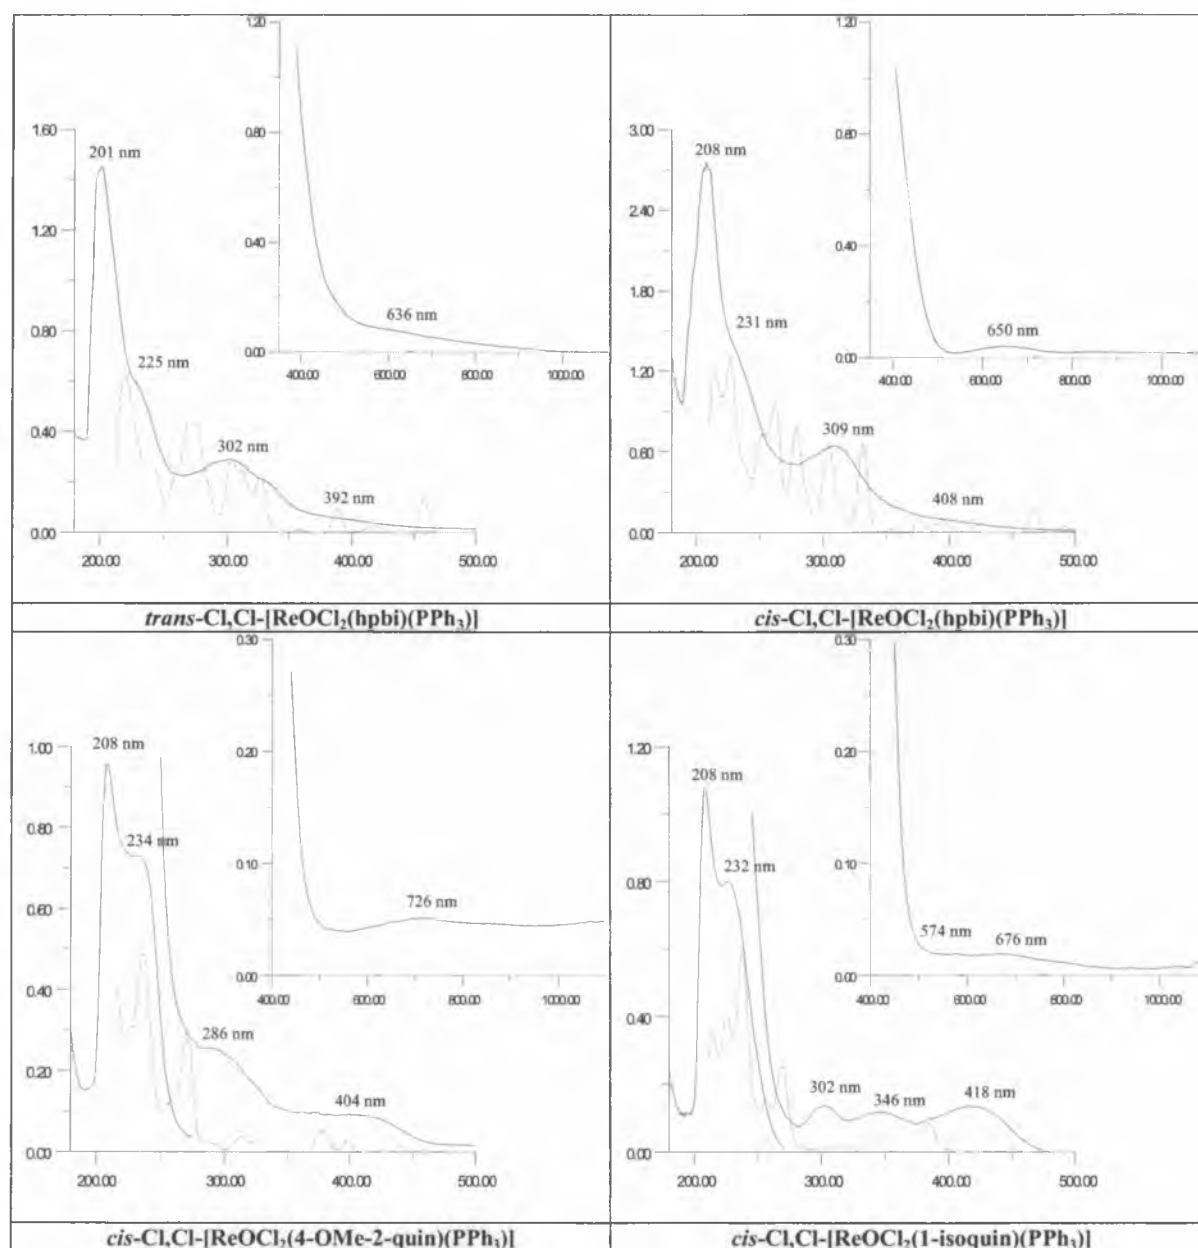 1.20
0.80
0.40
0.00
400.00 600.00 800.00 1000.00
636 nm
1.60
1.20
0.80
0.40
0.00
201 nm
225 nm
302 nm
392 nm
200.00 300.00 400.00 500.00
trans-Cl,Cl-[ReOCl₂(hpbi)(PPh₃)]
1.20
0.80
0.40
0.00
400.00 600.00 800.00 1000.00
650 nm
3.00
2.40
1.80
1.20
0.60
0.00
208 nm
231 nm
309 nm
408 nm
200.00 300.00 400.00 500.00
cis-Cl,Cl-[ReOCl₂(hpbi)(PPh₃)]
0.30
0.20
0.10
0.00
400.00 600.00 800.00 1000.00
726 nm
1.00
0.80
0.60
0.40
0.20
0.00
208 nm
234 nm
286 nm
404 nm
200.00 300.00 400.00 500.00
cis-Cl,Cl-[ReOCl₂(4-OMe-2-quin)(PPh₃)]
0.30
0.20
0.10
0.00
400.00 600.00 800.00 1000.00
574 nm 676 nm
1.20
0.80
0.40
0.00
208 nm
232 nm
302 nm
346 nm
418 nm
200.00 300.00 400.00 500.00
cis-Cl,Cl-[ReOCl₂(1-isoquin)(PPh₃)]